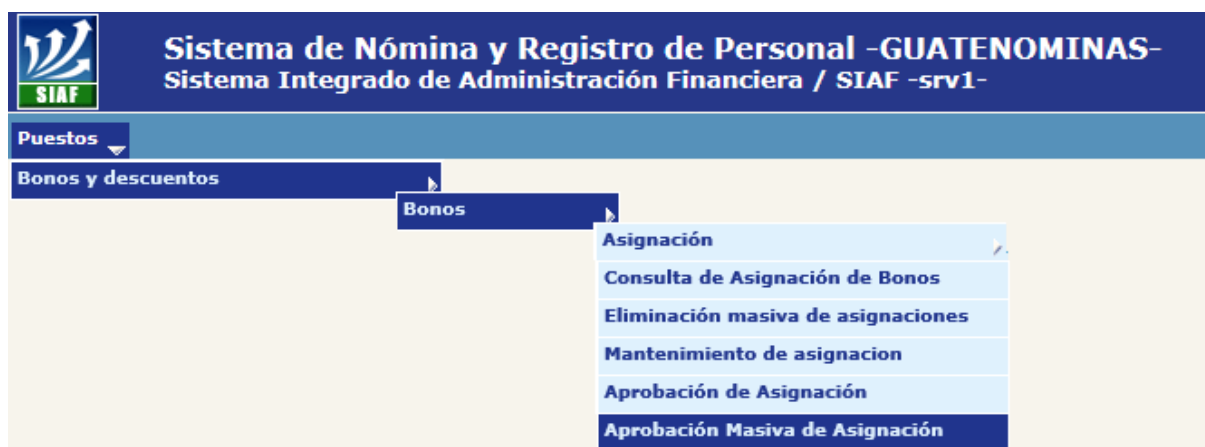 SIAF
Sistema de Nómina y Registro de Personal -GUATENOMINAS-
Sistema Integrado de Administración Financiera / SIAF -srv1-
Puestos
Bonos y descuentos
Bonos
Asignación
Consulta de Asignación de Bonos
Eliminación masiva de asignaciones
Mantenimiento de asignacion
Aprobación de Asignación
Aprobación Masiva de Asignación